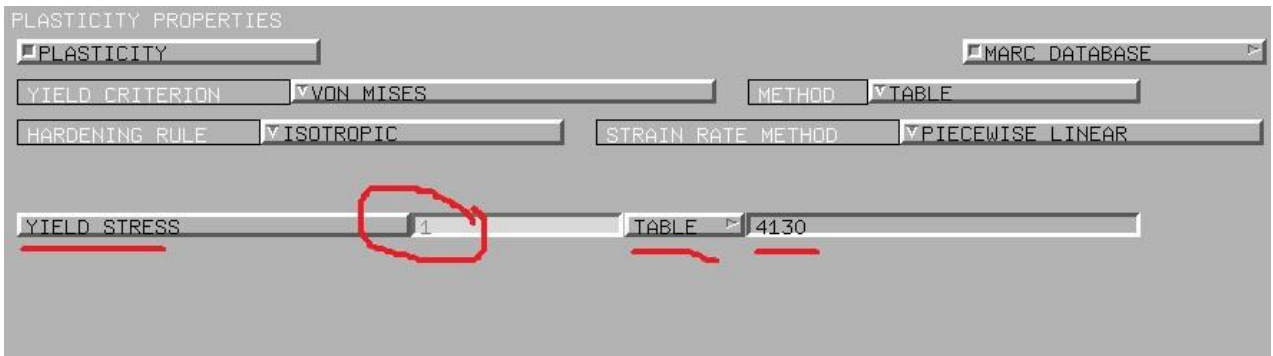 PLASTICITY PROPERTIES
PLASTICITY MARC DATABASE
YIELD CRITERION VON MISES METHOD TABLE
HARDENING RULE ISOTROPIC STRAIN RATE METHOD PIECEWISE LINEAR
YIELD STRESS 1 TABLE 4130